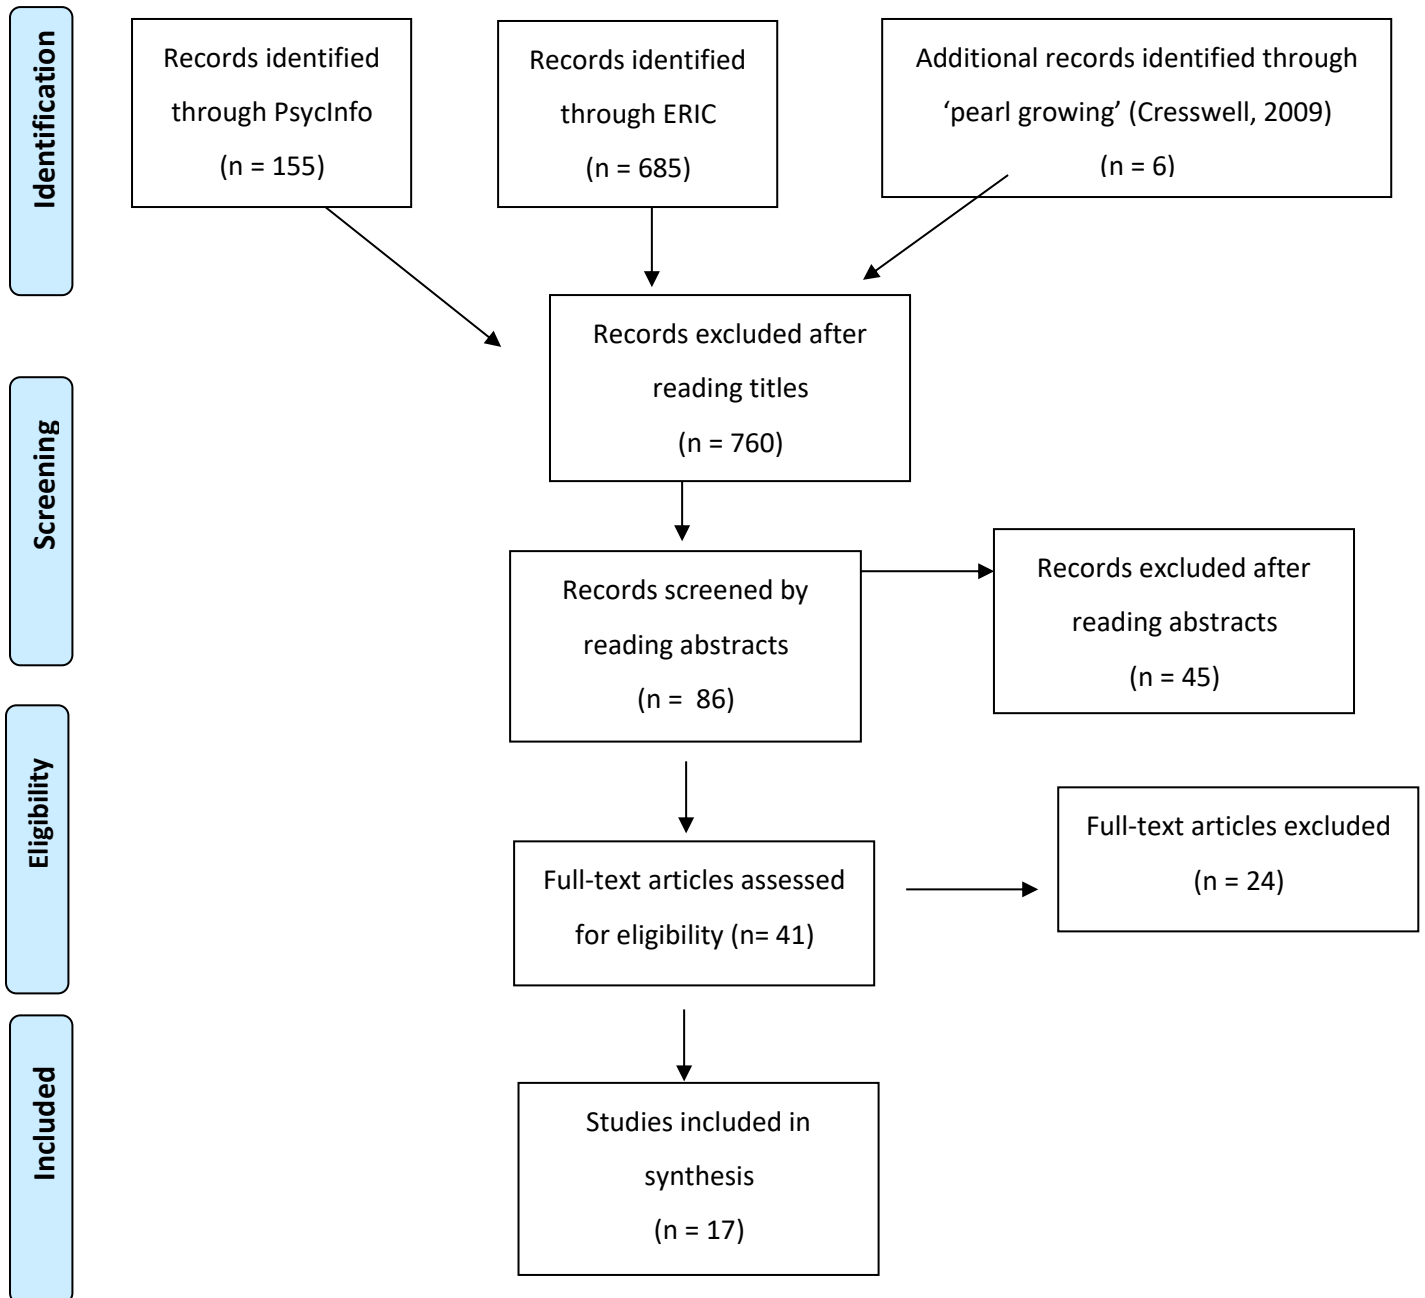 Identification
Records identified
through PsycInfo
(n = 155)
Records identified
through ERIC
(n = 685)
Additional records identified through
‘pearl growing’ (Cresswell, 2009)
(n = 6)
Records excluded after
reading titles
(n = 760)
Screening
Records screened by
reading abstracts
(n =  86)
Records excluded after
reading abstracts
(n = 45)
Eligibility
Full-text articles assessed
for eligibility (n= 41)
Full-text articles excluded
(n = 24)
Included
Studies included in
synthesis
(n = 17)